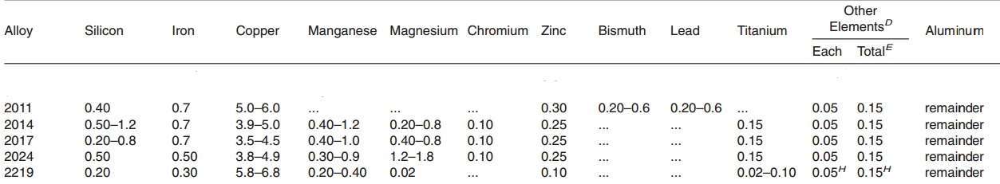 Other
Alloy Silicon Iron Copper Manganese Magnesium Chromium Zinc Bismuth Lead Titanium Elements^D Aluminum
Each Total^E
2011 0.40 0.7 5.0–6.0 ... ... ... 0.30 0.20–0.6 0.20–0.6 ... 0.05 0.15 remainder
2014 0.50–1.2 0.7 3.9–5.0 0.40–1.2 0.20–0.8 0.10 0.25 ... ... 0.15 0.05 0.15 remainder
2017 0.20–0.8 0.7 3.5–4.5 0.40–1.0 0.40–0.8 0.10 0.25 ... ... 0.15 0.05 0.15 remainder
2024 0.50 0.50 3.8–4.9 0.30–0.9 1.2–1.8 0.10 0.25 ... ... 0.15 0.05 0.15 remainder
2219 0.20 0.30 5.8–6.8 0.20–0.40 0.02 ... 0.10 ... ... 0.02–0.10 0.05^H 0.15^H remainder